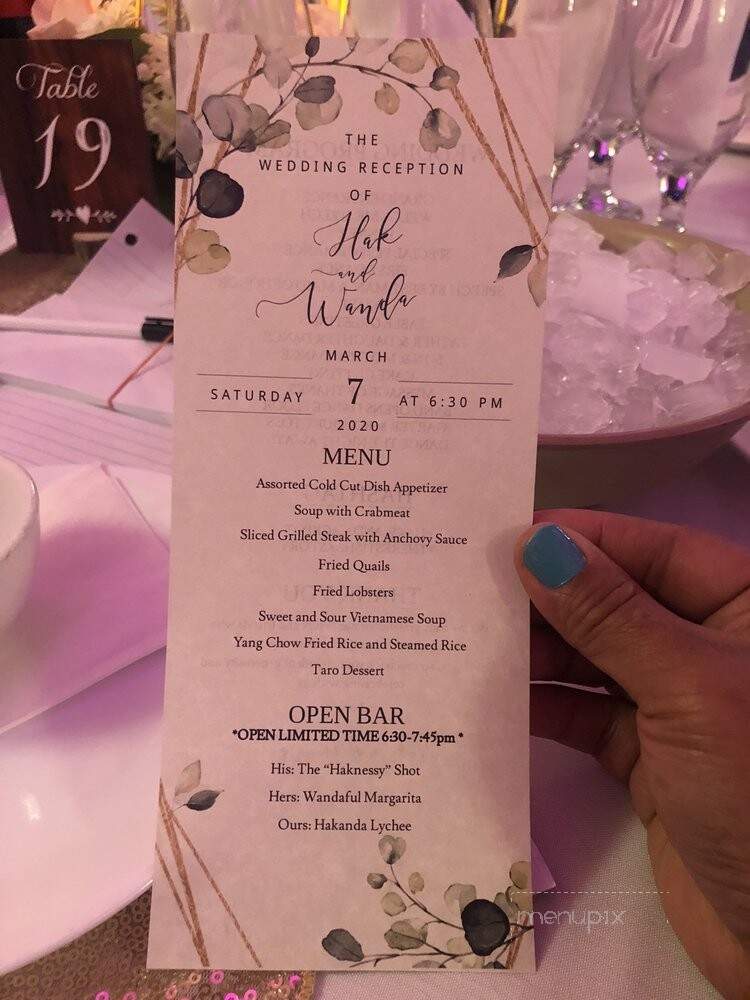 Table
19
THE
WEDDING RECEPTION
OF
Hak
and
Wanda
MARCH
SATURDAY 7 AT 6:30 PM
2020
MENU
Assorted Cold Cut Dish Appetizer
Soup with Crabmeat
Sliced Grilled Steak with Anchovy Sauce
Fried Quails
Fried Lobsters
Sweet and Sour Vietnamese Soup
Yang Chow Fried Rice and Steamed Rice
Taro Dessert
OPEN BAR
*OPEN LIMITED TIME 6:30-7:45pm *
His: The “Haknessy” Shot
Hers: Wandaful Margarita
Ours: Hakanda Lychee
menupix